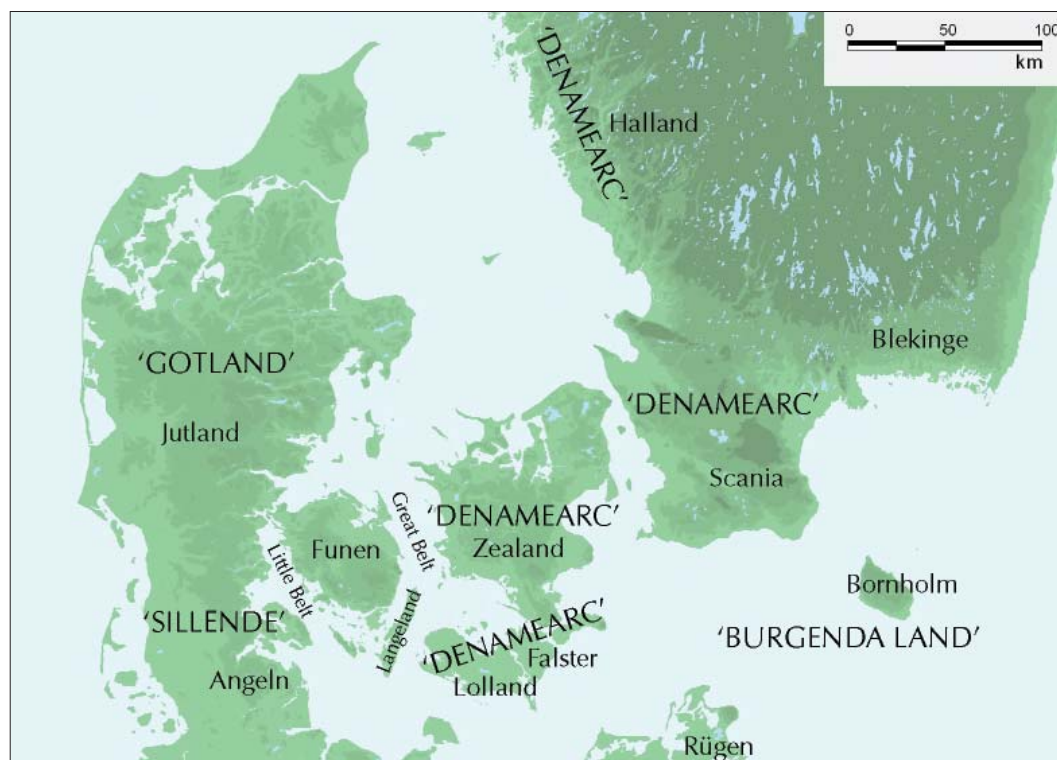 0 50 100
km
‘DENAMEARC’
Halland
Blekinge
‘GOTLAND’
‘DENAMEARC’
Jutland
Scania
Great Belt
‘DENAMEARC’
Funen
Zealand
Little Belt
Bornholm
‘SILLENDE’
Langeland
‘DENAMEARC’
‘BURGENDA LAND’
Falster
Angeln
Lolland
Rügen